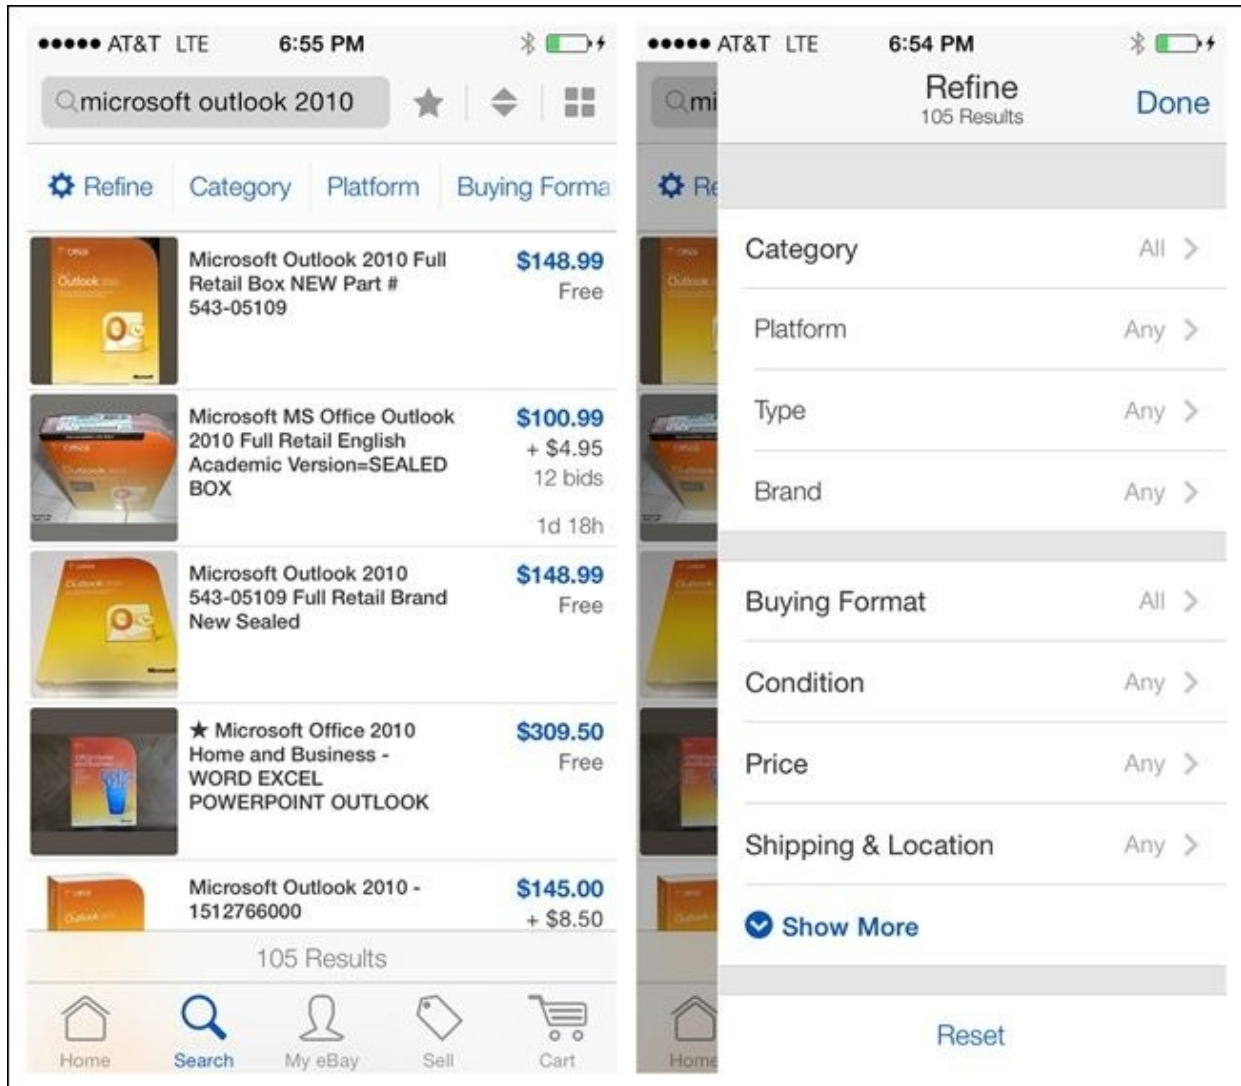 AT&T LTE 6:55 PM
microsoft outlook 2010
Refine Category Platform Buying Forma
Office
Outlook
Microsoft Outlook 2010 Full
Retail Box NEW Part #
543-05109
$148.99
Free
Microsoft MS Office Outlook
2010 Full Retail English
Academic Version=SEALED
BOX
$100.99
+ $4.95
12 bids
1d 18h
Microsoft Outlook 2010
543-05109 Full Retail Brand
New Sealed
$148.99
Free
★ Microsoft Office 2010
Home and Business -
WORD EXCEL
POWERPOINT OUTLOOK
$309.50
Free
Microsoft Outlook 2010 -
1512766000
$145.00
+ $8.50
105 Results
Home Search My eBay Sell Cart
AT&T LTE 6:54 PM
mi
Refine
105 Results
Done
Re
Category All
Platform Any
Type Any
Brand Any
Buying Format All
Condition Any
Price Any
Shipping & Location Any
Show More
Reset
Home